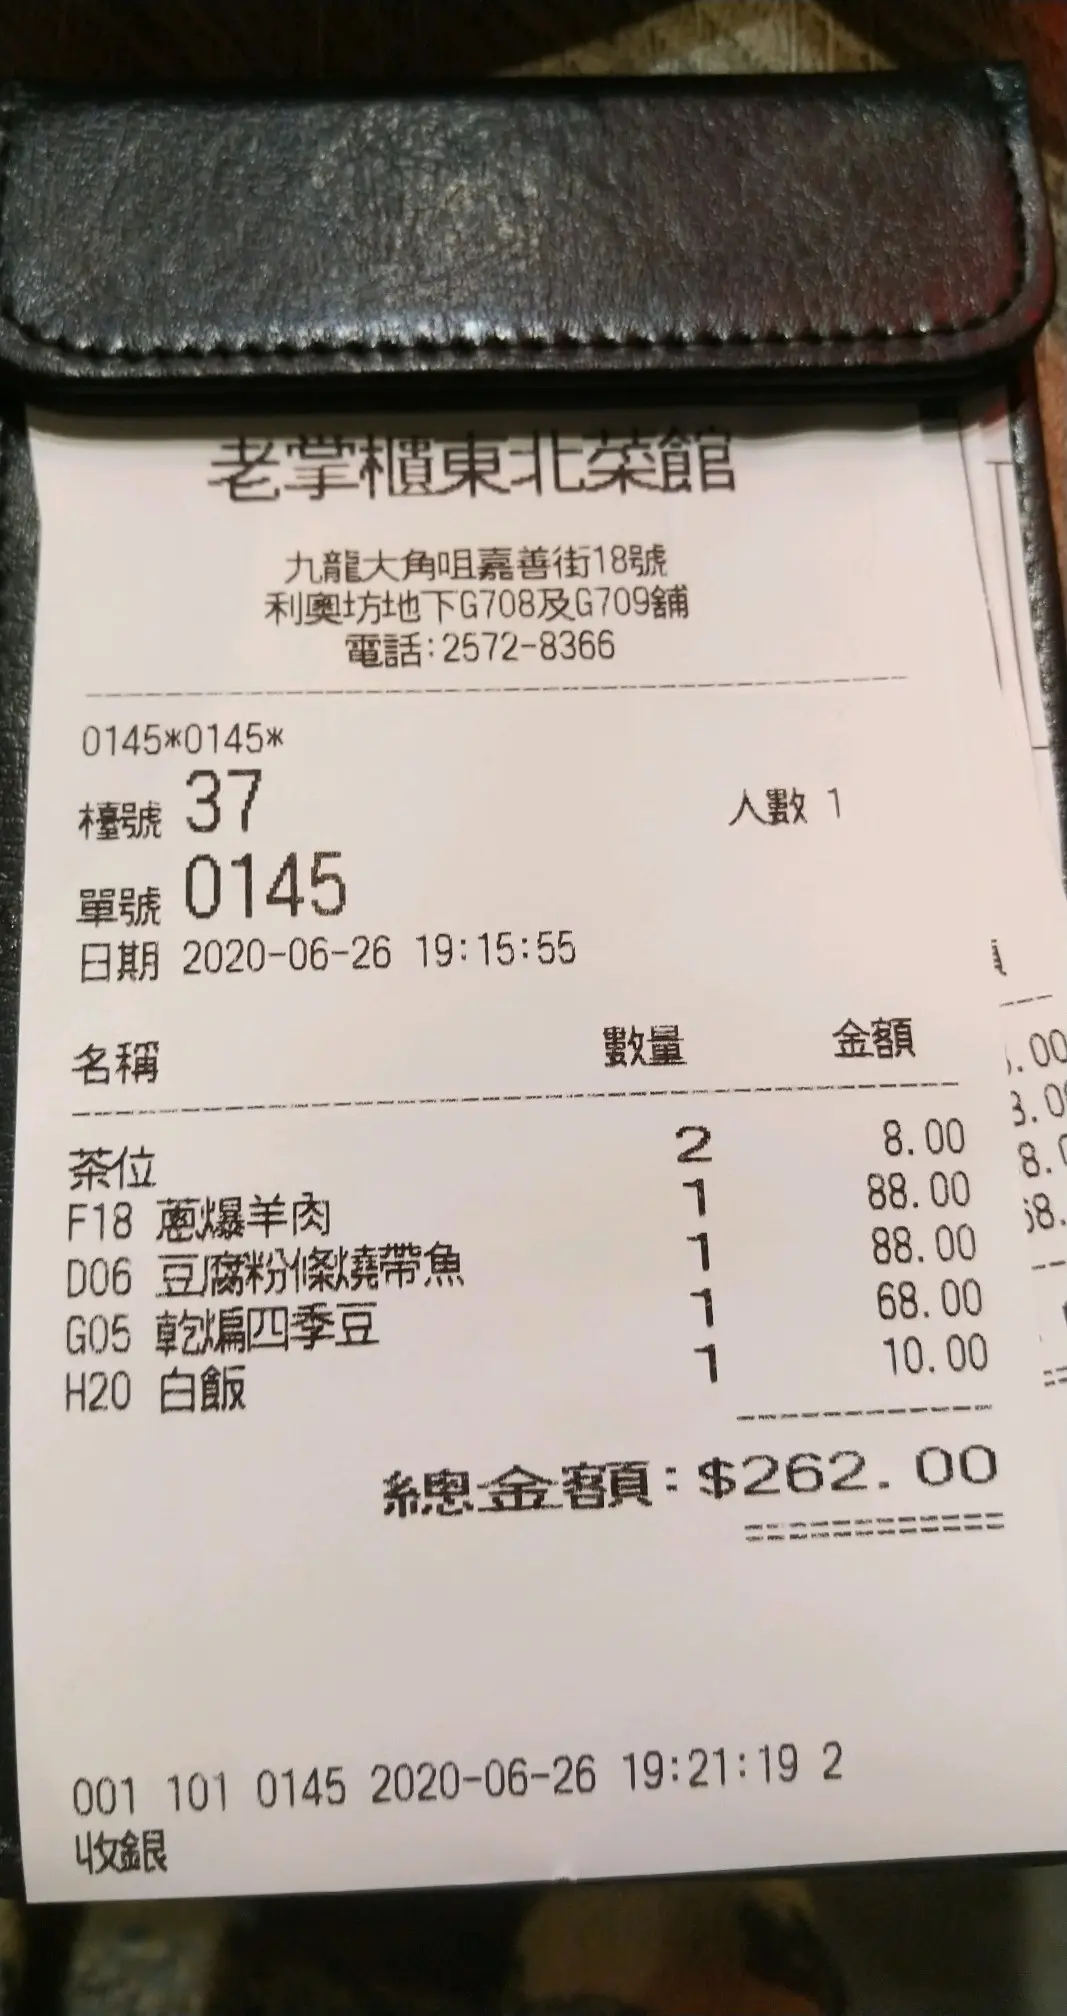 老掌櫃東北菜館
九龍大角咀嘉善街18號
利奧坊地下G708及G709舖
電話:2572-8366
0145*0145*
檯號 37 人數 1
單號 0145
日期 2020-06-26 19:15:55
名稱 數量 金額
茶位 2 8.00
F18 蔥爆羊肉 1 88.00
D06 豆腐粉條燒帶魚 1 88.00
G05 乾煸四季豆 1 68.00
H20 白飯 1 10.00
總金額:$262.00
001 101 0145 2020-06-26 19:21:19 2
收銀